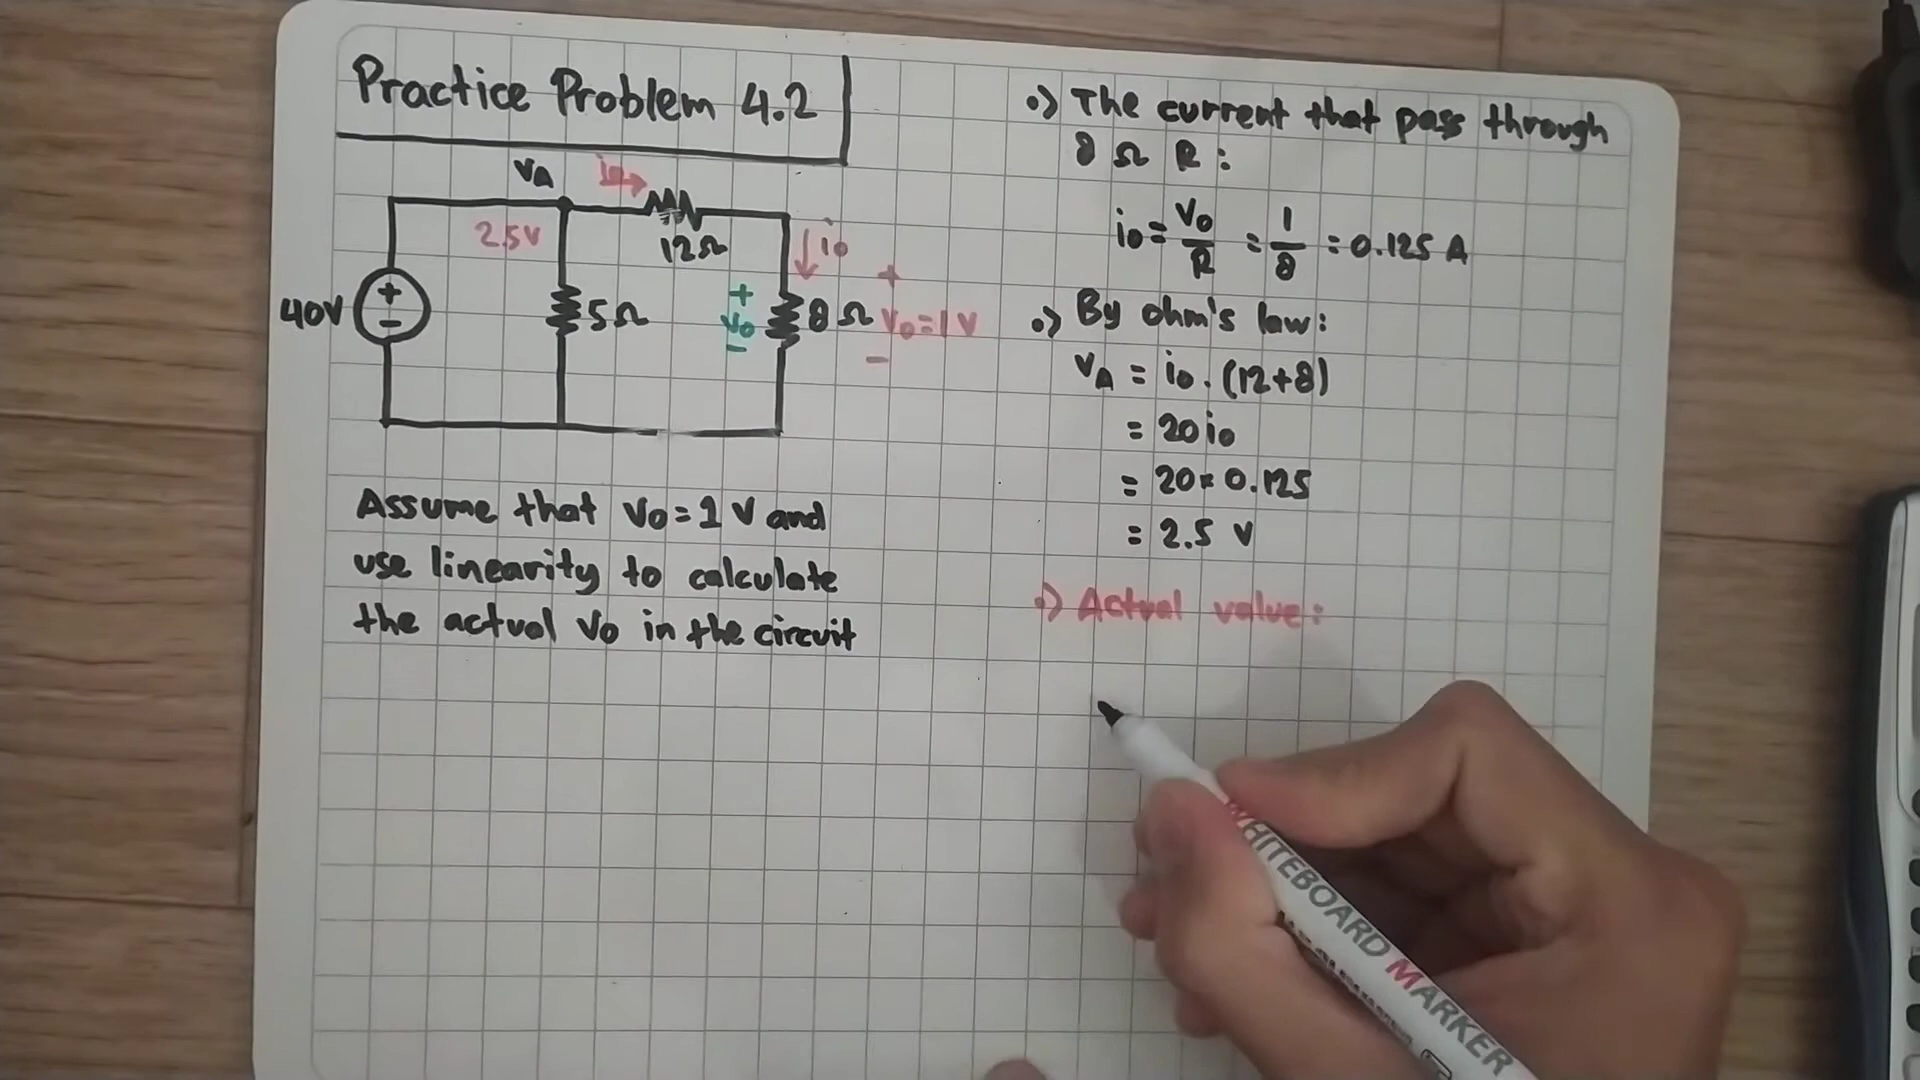 Practice Problem 4.2
VA
io
2.5V
12Ω
io
40V
+
-
5Ω
+
Vo
-
8Ω
+
Vo=1V
-
Assume that Vo=1 V and
use linearity to calculate
the actual Vo in the circuit
•) The current that pass through
8 Ω R:
io = Vo/R = 1/8 = 0.125 A
•) By ohm's law:
VA = io . (12+8)
= 20io
= 20×0.125
= 2.5 V
•) Actual value:
WHITEBOARD MARKER